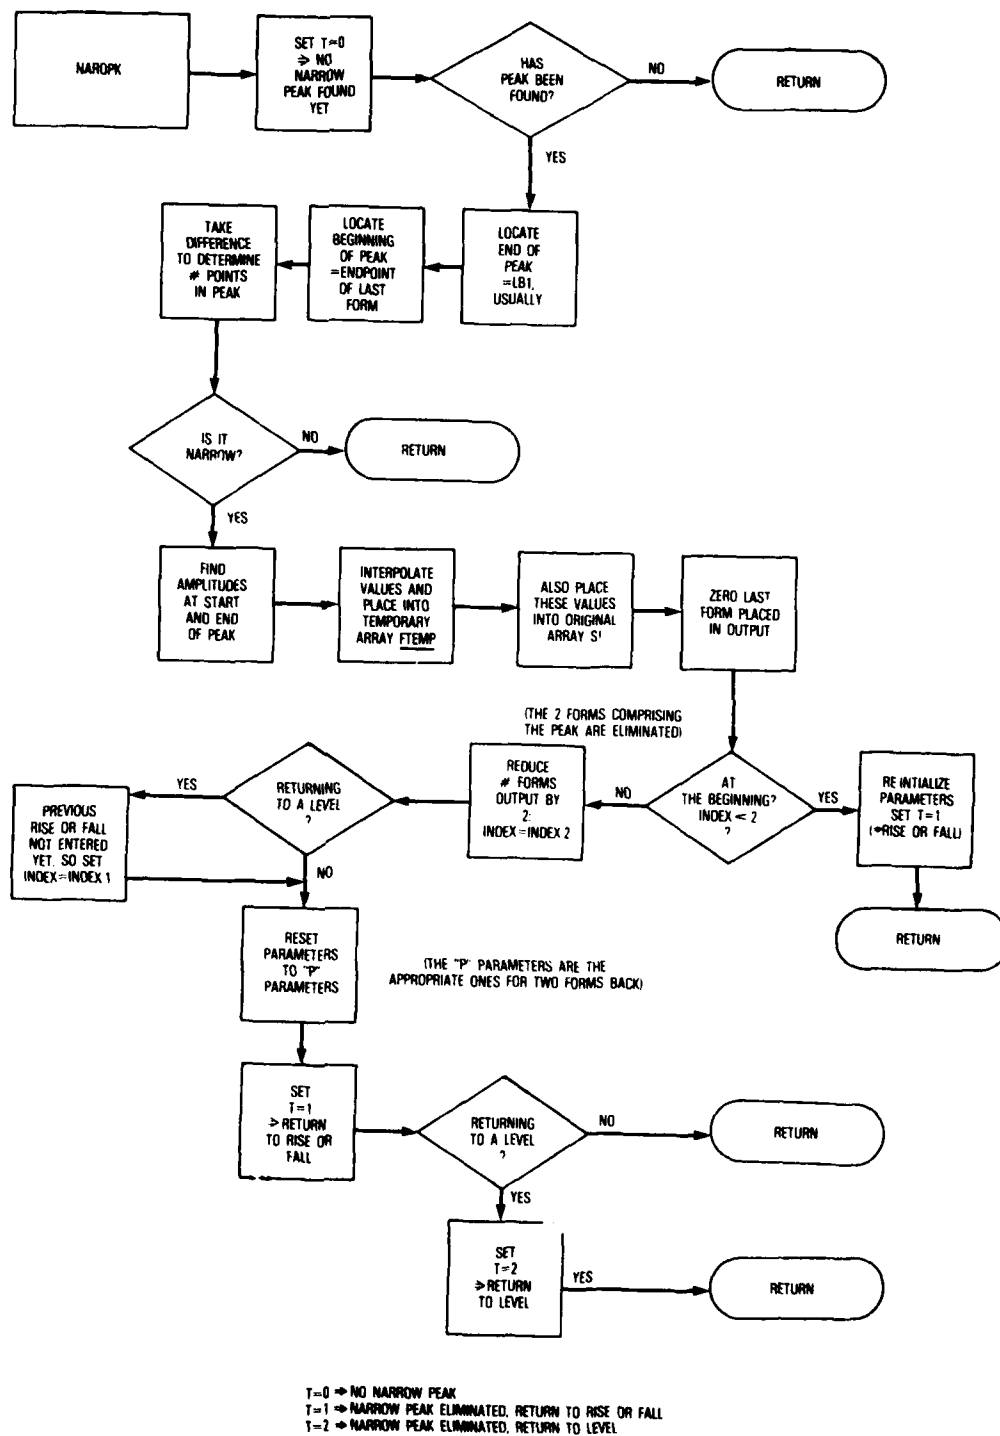 NAROPK
SET T=0
⇒ NO
NARROW
PEAK FOUND
YET
HAS
PEAK BEEN
FOUND?
NO
RETURN
YES
TAKE
DIFFERENCE
TO DETERMINE
# POINTS
IN PEAK
LOCATE
BEGINNING
OF PEAK
=ENDPOINT
OF LAST
FORM
LOCATE
END OF
PEAK
=LB1,
USUALLY
IS IT
NARROW?
NO
RETURN
YES
FIND
AMPLITUDES
AT START
AND END
OF PEAK
INTERPOLATE
VALUES AND
PLACE INTO
TEMPORARY
ARRAY FTEMP
ALSO PLACE
THESE VALUES
INTO ORIGINAL
ARRAY S'
ZERO LAST
FORM PLACED
IN OUTPUT
(THE 2 FORMS COMPRISING
THE PEAK ARE ELIMINATED)
AT
THE BEGINNING?
INDEX < 2
?
YES
RE INTIALIZE
PARAMETERS
SET T=1
(⇒RISE OR FALL)
RETURN
NO
REDUCE
# FORMS
OUTPUT BY
2:
INDEX=INDEX 2
RETURNING
TO A LEVEL
?
YES
PREVIOUS
RISE OR FALL
NOT ENTERED
YET. SO SET
INDEX=INDEX 1
NO
RESET
PARAMETERS
TO "P"
PARAMETERS
(THE "P" PARAMETERS ARE THE
APPROPRIATE ONES FOR TWO FORMS BACK)
SET
T=1
⇒RETURN
TO RISE OR
FALL
RETURNING
TO A LEVEL
?
NO
RETURN
YES
SET
T=2
⇒RETURN
TO LEVEL
YES
RETURN
T=0 ⇒ NO NARROW PEAK
T=1 ⇒ NARROW PEAK ELIMINATED, RETURN TO RISE OR FALL
T=2 ⇒ NARROW PEAK ELIMINATED, RETURN TO LEVEL